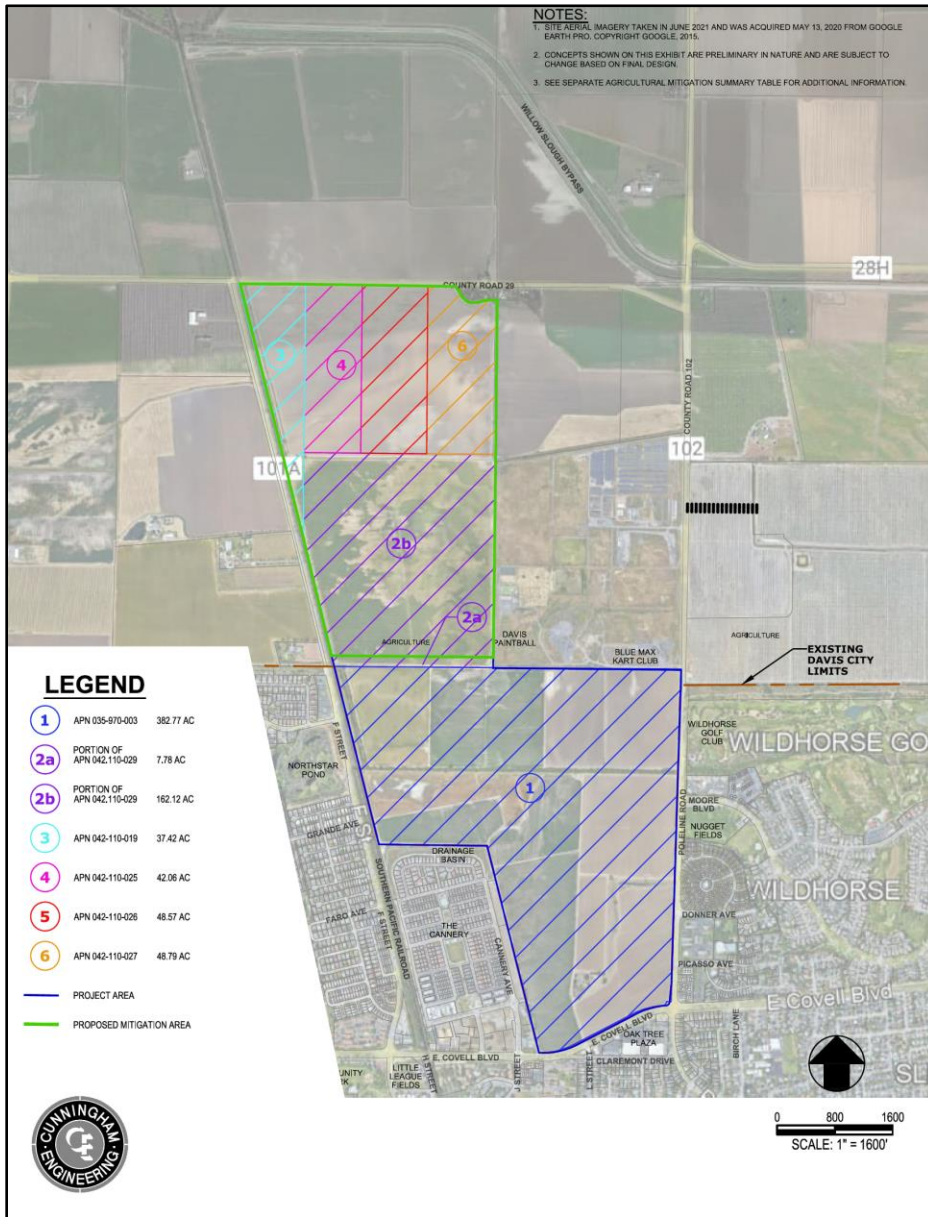 NOTES:
1. SITE AERIAL IMAGERY TAKEN IN JUNE 2021 AND WAS ACQUIRED MAY 13, 2020 FROM GOOGLE
EARTH PRO. COPYRIGHT GOOGLE, 2015.
2. CONCEPTS SHOWN ON THIS EXHIBIT ARE PRELIMINARY IN NATURE AND ARE SUBJECT TO
CHANGE BASED ON FINAL DESIGN.
3. SEE SEPARATE AGRICULTURAL MITIGATION SUMMARY TABLE FOR ADDITIONAL INFORMATION.
WILLOW SLOUGH BYPASS
28H
COUNTY ROAD 29
3
4
6
COUNTY ROAD 102
102
101A
2b
2a
AGRICULTURE
DAVIS
PAINTBALL
BLUE MAX
KART CLUB
AGRICULTURE
EXISTING
DAVIS CITY
LIMITS
LEGEND
1 APN 035-970-003 382.77 AC
2a PORTION OF
APN 042.110-029 7.78 AC
2b PORTION OF
APN 042.110-029 162.12 AC
3 APN 042-110-019 37.42 AC
4 APN 042-110-025 42.06 AC
5 APN 042-110-026 48.57 AC
6 APN 042-110-027 48.79 AC
PROJECT AREA
PROPOSED MITIGATION AREA
F STREET
NORTHSTAR
POND
GRANDE AVE
FARO AVE
F STREET
SOUTHERN PACIFIC RAILROAD
DRAINAGE
BASIN
THE
CANNERY
CANNERY AVE
1
WILDHORSE
GOLF
CLUB
WILDHORSE GO
POLELINE ROAD
MOORE
BLVD
NUGGET
FIELDS
WILDHORSE
DONNER AVE
PICASSO AVE
E Covell Blvd
E. COVELL BLVD
OAK TREE
PLAZA
CLAREMONT DRIVE
BIRCH LANE
L STREET
J STREET
E. COVELL BLVD
H STREET
LITTLE
LEAGUE
FIELDS
UNITY
RK
SL
CUNNINGHAM
CE
ENGINEERING
0 800 1600
SCALE: 1" = 1600'